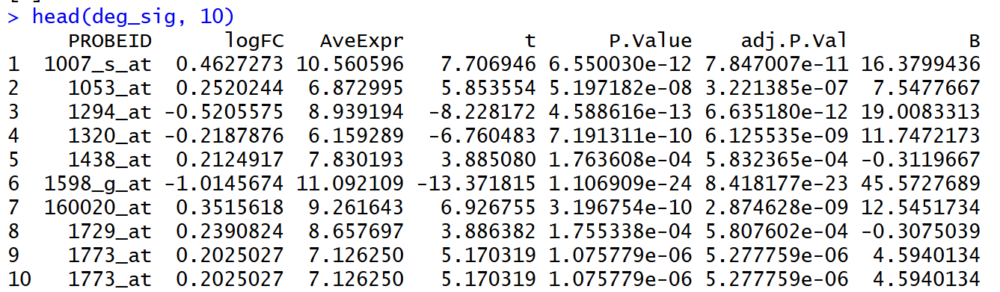 > head(deg_sig, 10)
PROBEID logFC AveExpr t P.Value adj.P.Val B
1 1007_s_at 0.4627273 10.560596 7.706946 6.550030e-12 7.847007e-11 16.3799436
2 1053_at 0.2520244 6.872995 5.853554 5.197182e-08 3.221385e-07 7.5477667
3 1294_at -0.5205575 8.939194 -8.228172 4.588616e-13 6.635180e-12 19.0083313
4 1320_at -0.2187876 6.159289 -6.760483 7.191311e-10 6.125535e-09 11.7472173
5 1438_at 0.2124917 7.830193 3.885080 1.763608e-04 5.832365e-04 -0.3119667
6 1598_g_at -1.0145674 11.092109 -13.371815 1.106909e-24 8.418177e-23 45.5727689
7 160020_at 0.3515618 9.261643 6.926755 3.196754e-10 2.874628e-09 12.5451734
8 1729_at 0.2390824 8.657697 3.886382 1.755338e-04 5.807602e-04 -0.3075039
9 1773_at 0.2025027 7.126250 5.170319 1.075779e-06 5.277759e-06 4.5940134
10 1773_at 0.2025027 7.126250 5.170319 1.075779e-06 5.277759e-06 4.5940134